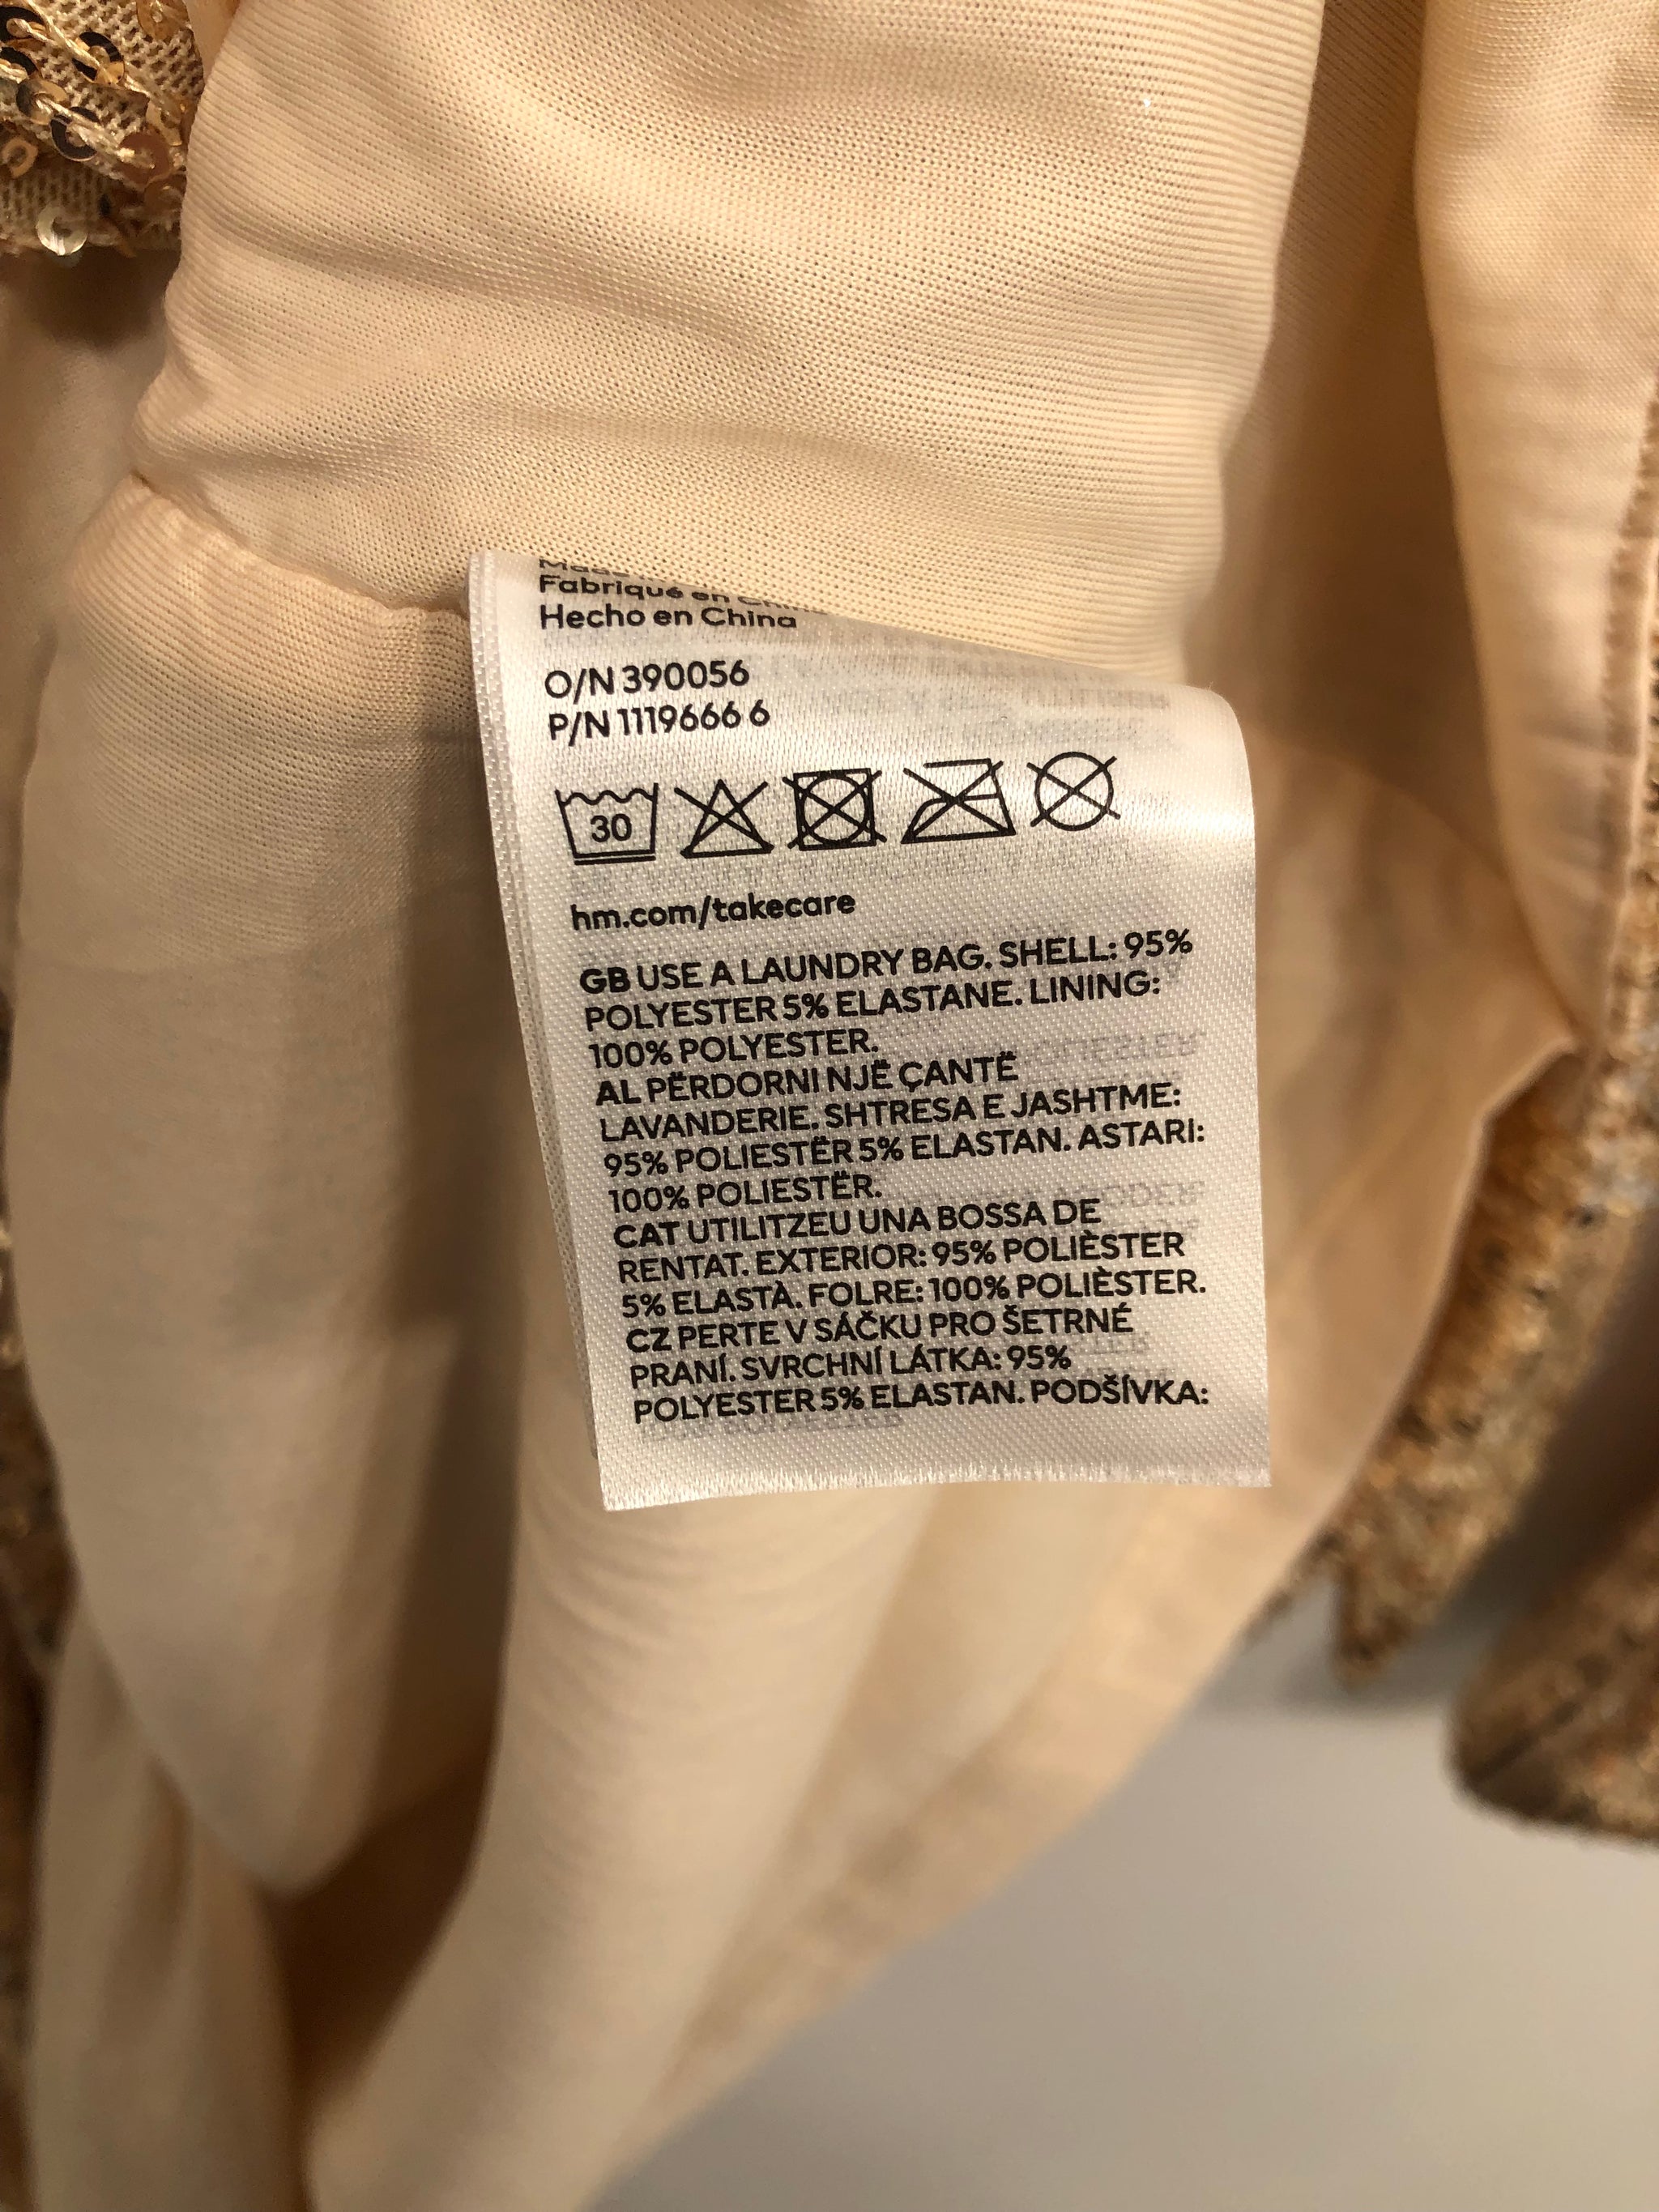 Made
Fabriqué en Chine
Hecho en China
O/N 390056
P/N 1119666 6
30
hm.com/takecare
GB USE A LAUNDRY BAG. SHELL: 95%
POLYESTER 5% ELASTANE. LINING:
100% POLYESTER.
AL PËRDORNI NJË ÇANTË
LAVANDERIE. SHTRESA E JASHTME:
95% POLIESTËR 5% ELASTAN. ASTARI:
100% POLIESTËR.
CAT UTILITZEU UNA BOSSA DE
RENTAT. EXTERIOR: 95% POLIÈSTER
5% ELASTÀ. FOLRE: 100% POLIÈSTER.
CZ PERTE V SÁČKU PRO ŠETRNÉ
PRANÍ. SVRCHNÍ LÁTKA: 95%
POLYESTER 5% ELASTAN. PODŠÍVKA: